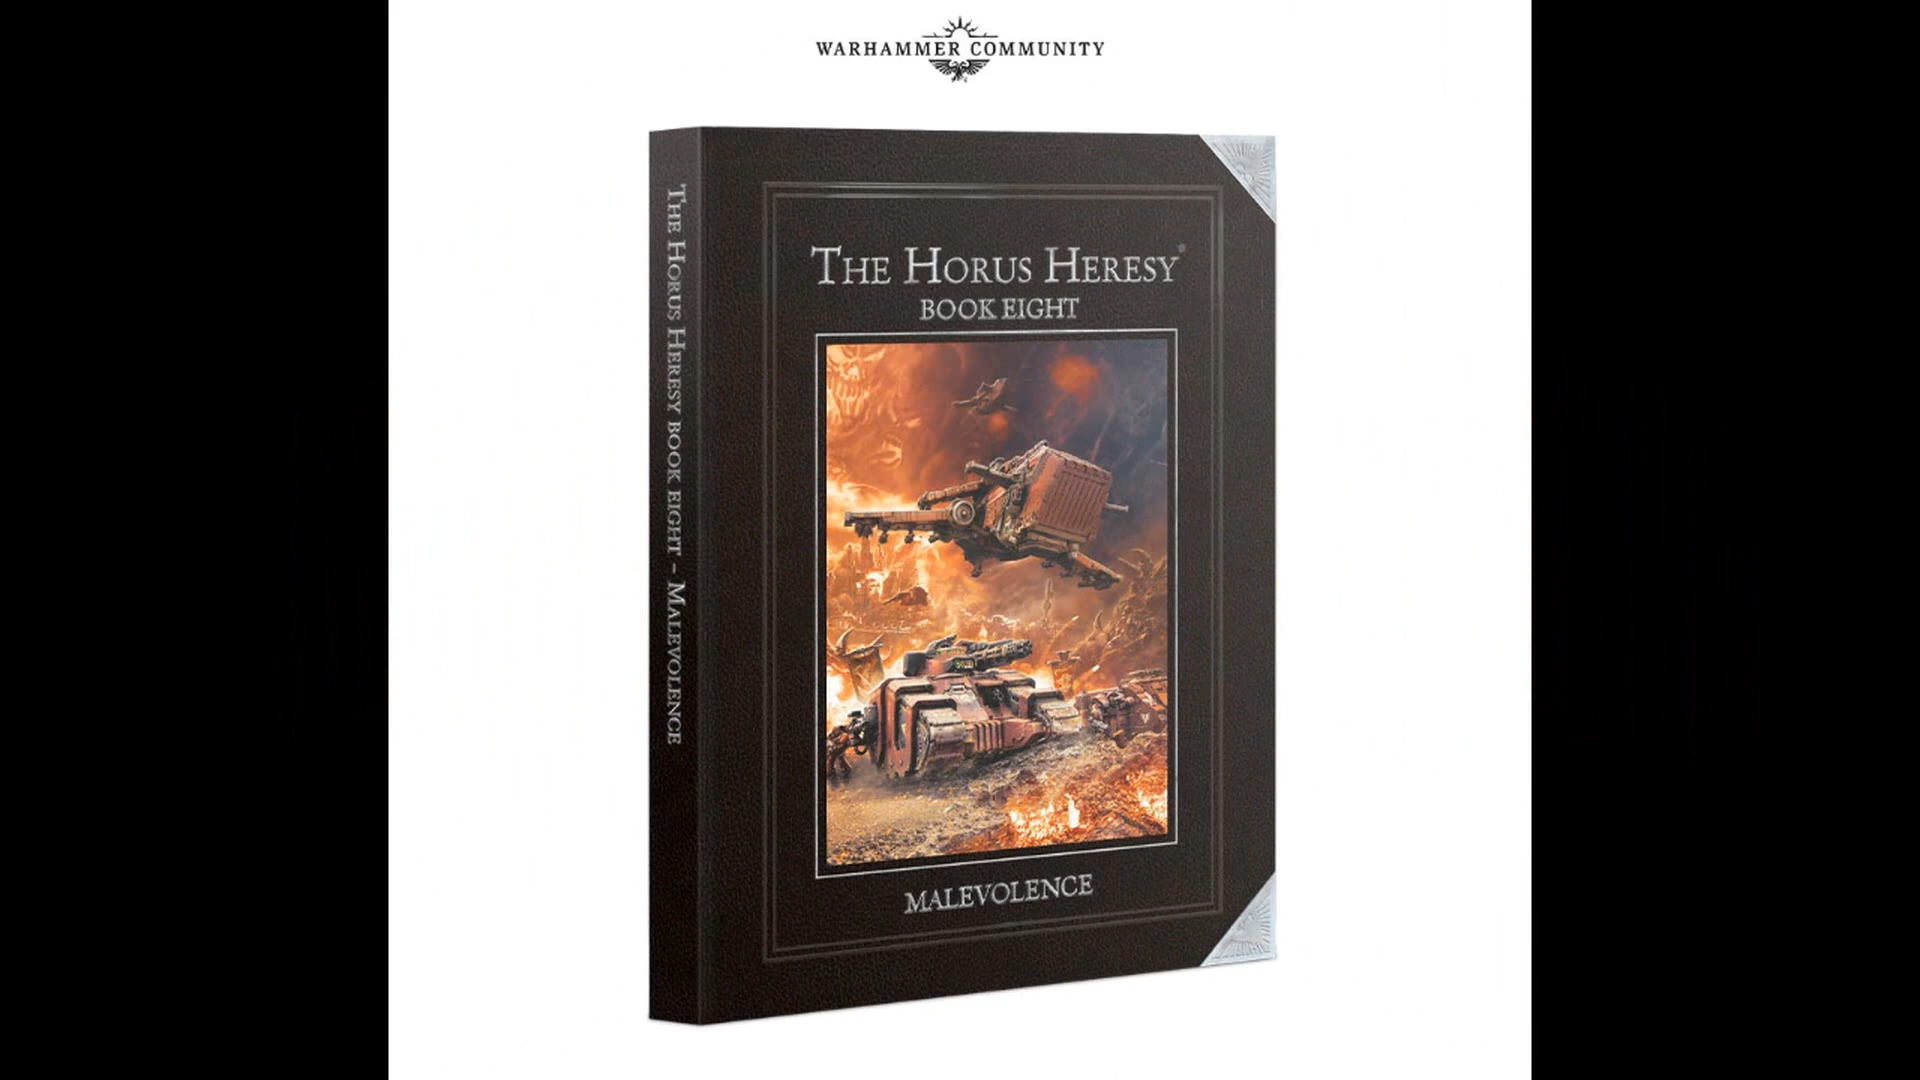 WARHAMMER COMMUNITY
THE HORUS HERESY BOOK EIGHT - MALEVOLENCE
THE HORUS HERESY®
BOOK EIGHT
MALEVOLENCE